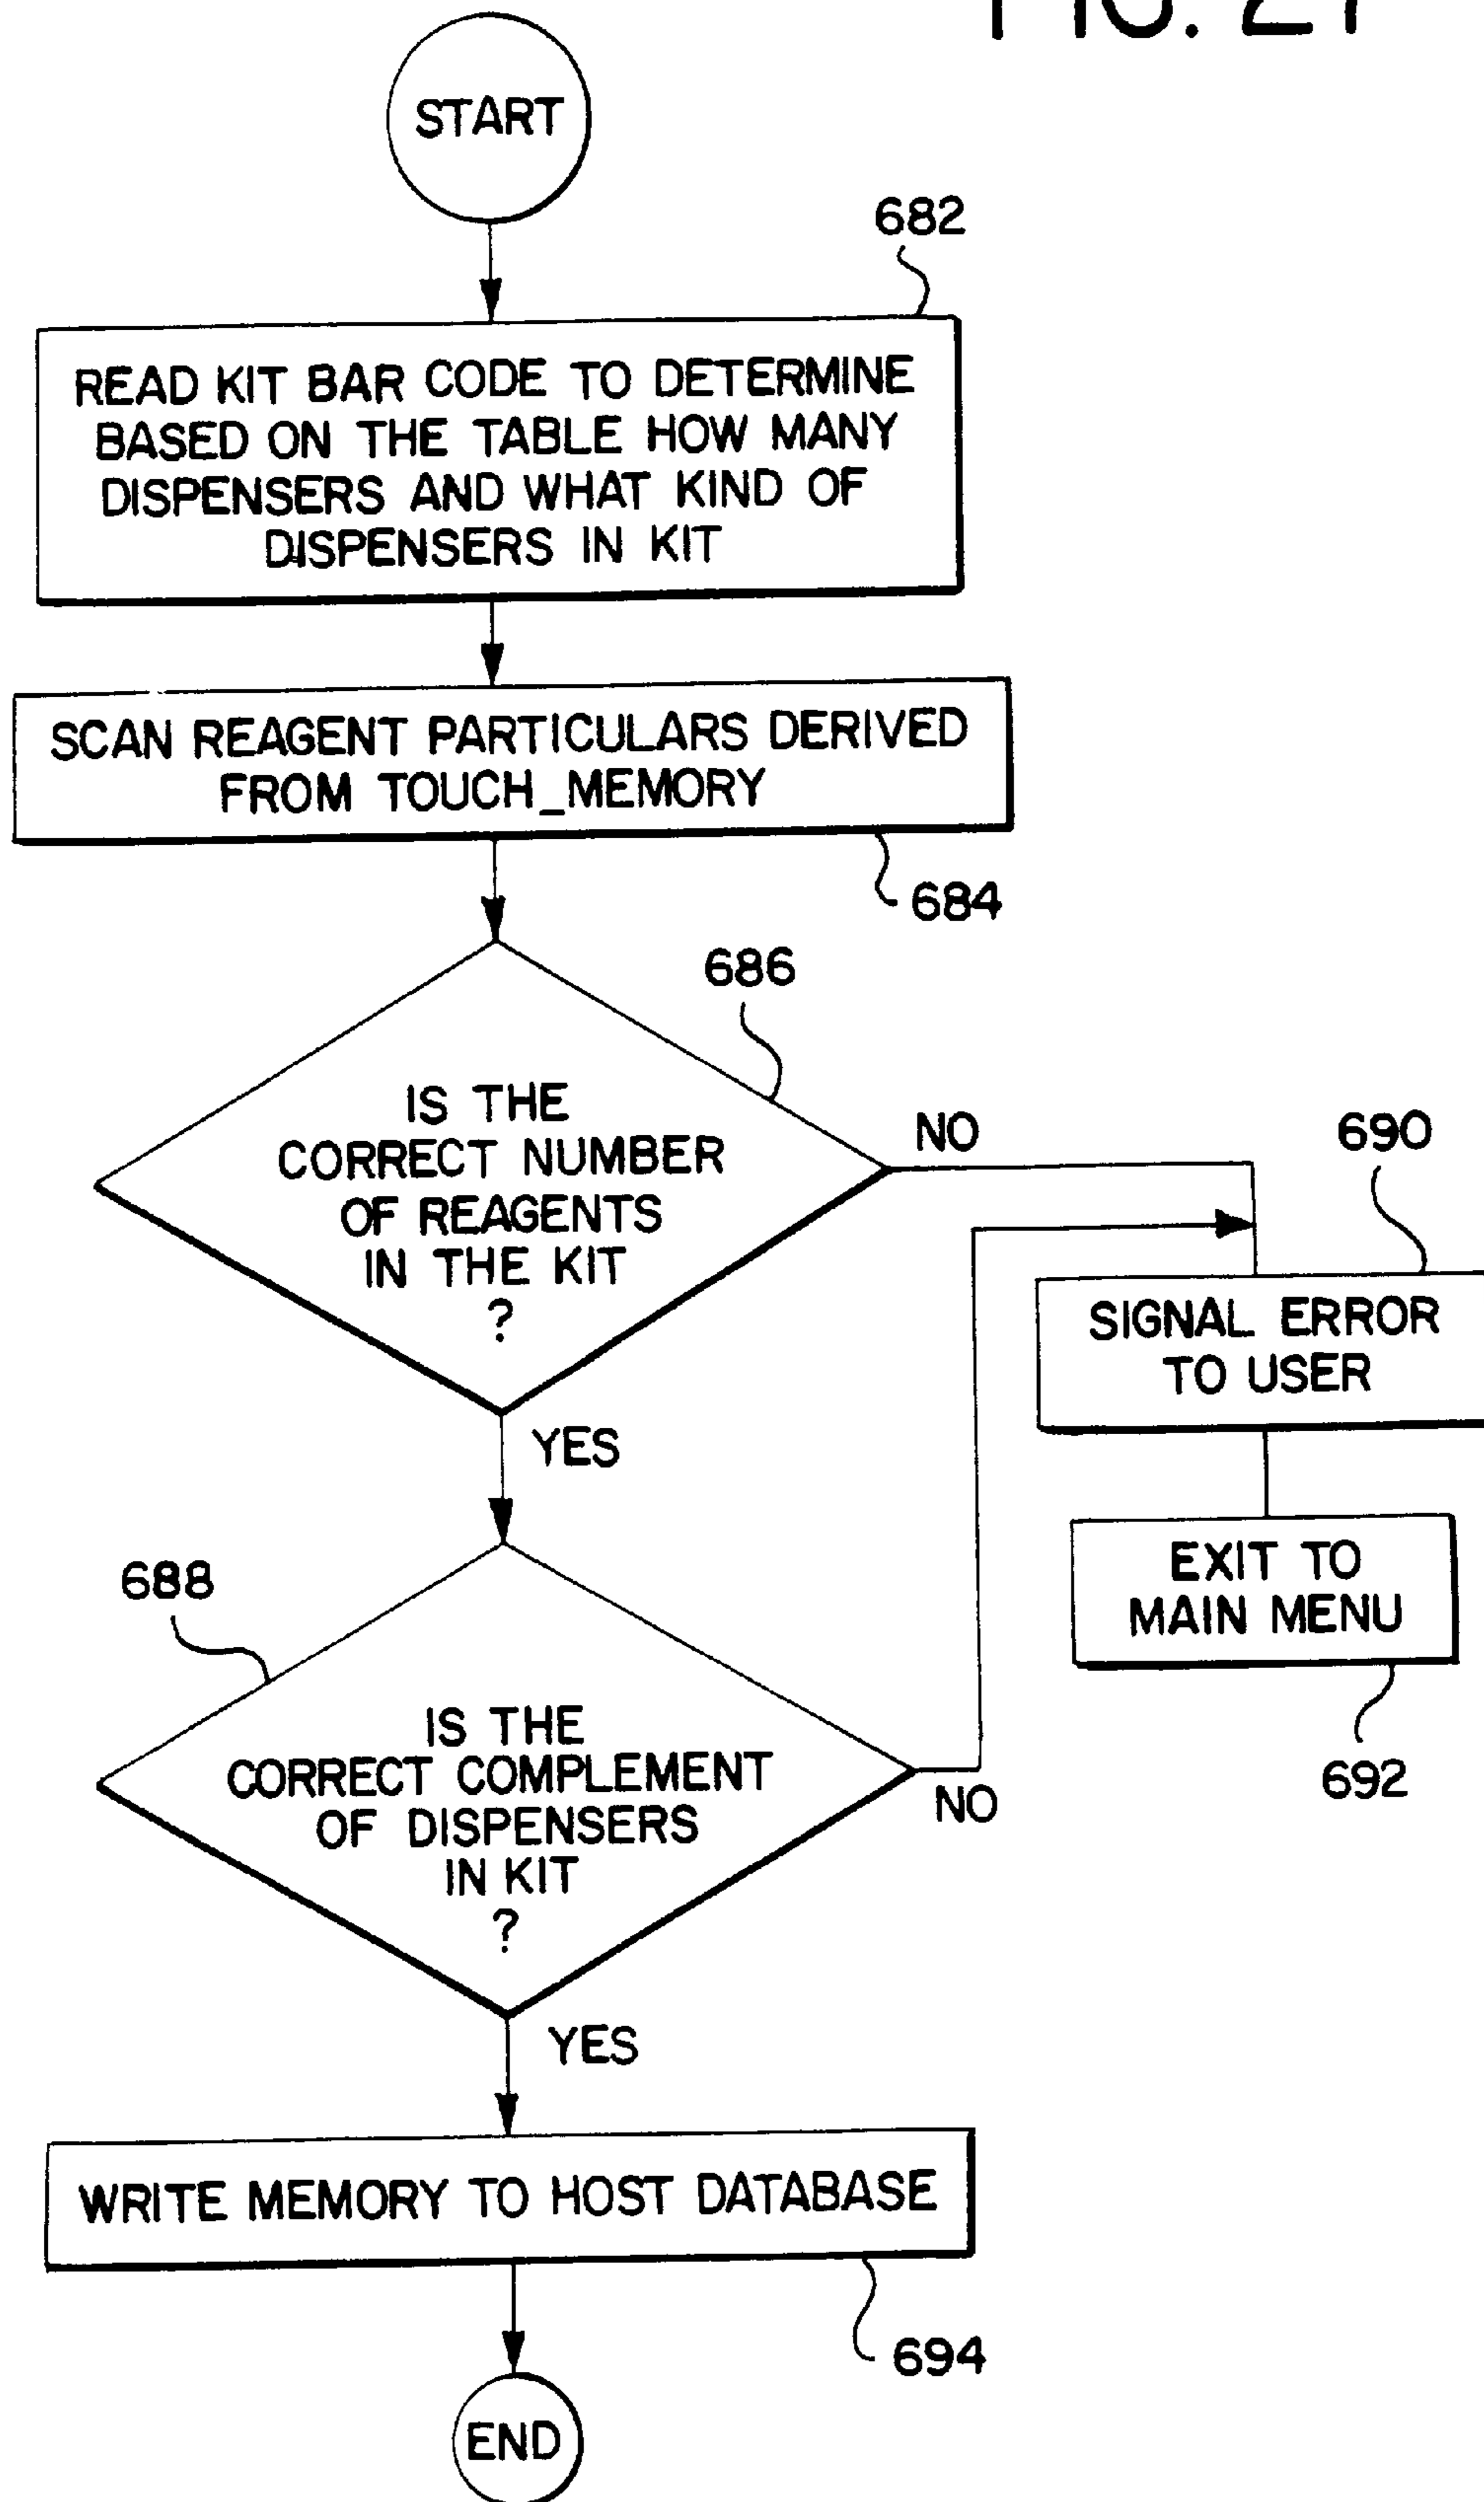 FIG. 21
START
682
READ KIT BAR CODE TO DETERMINE
BASED ON THE TABLE HOW MANY
DISPENSERS AND WHAT KIND OF
DISPENSERS IN KIT
SCAN REAGENT PARTICULARS DERIVED
FROM TOUCH_MEMORY
684
686
IS THE
CORRECT NUMBER
OF REAGENTS
IN THE KIT
?
NO
690
SIGNAL ERROR
TO USER
YES
EXIT TO
MAIN MENU
692
688
IS THE
CORRECT COMPLEMENT
OF DISPENSERS
IN KIT
?
NO
YES
WRITE MEMORY TO HOST DATABASE
694
END